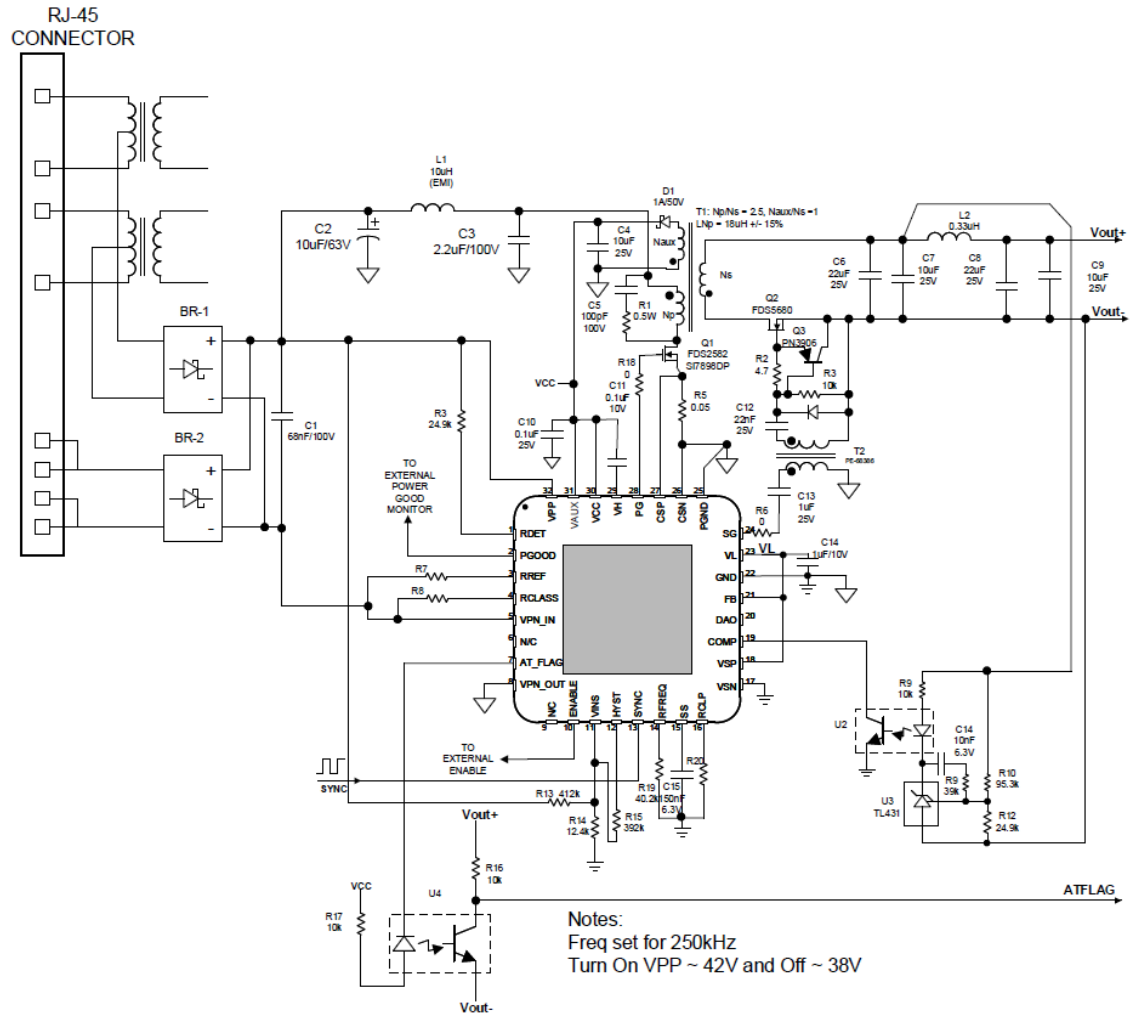 RJ-45
CONNECTOR
L1
10uH
(EMI)
C2
10uF/63V
C3
2.2uF/100V
D1
1A/50V
T1: Np/Ns = 2.5, Naux/Ns =1
LNp = 18uH +/- 15%
C4
10uF
25V
Naux
Ns
L2
0.33uH
Vout+
C6
22uF
25V
C7
10uF
25V
C8
22uF
25V
C9
10uF
25V
Vout-
C5
100pF
100V
R1
0.5W
Np
Q2
FDS5680
Q3
PN3906
BR-1
+
-
Q1
FDS2582
SI7898DP
R18
0
R2
4.7
R3
10k
VCC
C11
0.1uF
10V
R5
0.05
R3
24.9k
C1
68nF/100V
C10
0.1uF
25V
C12
22nF
25V
BR-2
+
-
T2
PE-68386
TO
EXTERNAL
POWER
GOOD
MONITOR
C13
1uF
25V
R6
0
32 31 30 29 28 27 26 25
VPP VAUX VCC VH PG CSP CSN PGND
1 RDET
2 PGOOD
3 RREF
4 RCLASS
5 VPN_IN
6 N/C
7 AT_FLAG
8 VPN_OUT
R7
R8
SG 24
VL
VL 23
GND 22
FB 21
DAO 20
COMP 19
VSP 18
VSN 17
C14
1uF/10V
N/C ENABLE VINS HYST SYNC RFREQ SS RCLP
9 10 11 12 13 14 15 16
R9
10k
U2
C14
10nF
6.3V
R9
39k
R10
95.3k
U3
TL431
R12
24.9k
TO
EXTERNAL
ENABLE
SYNC
R13 412k
R14
12.4k
R15
392k
R19
40.2k
C15
150nF
6.3V
R20
Vout+
R16
10k
VCC
R17
10k
U4
ATFLAG
Vout-
Notes:
Freq set for 250kHz
Turn On VPP ~ 42V and Off ~ 38V